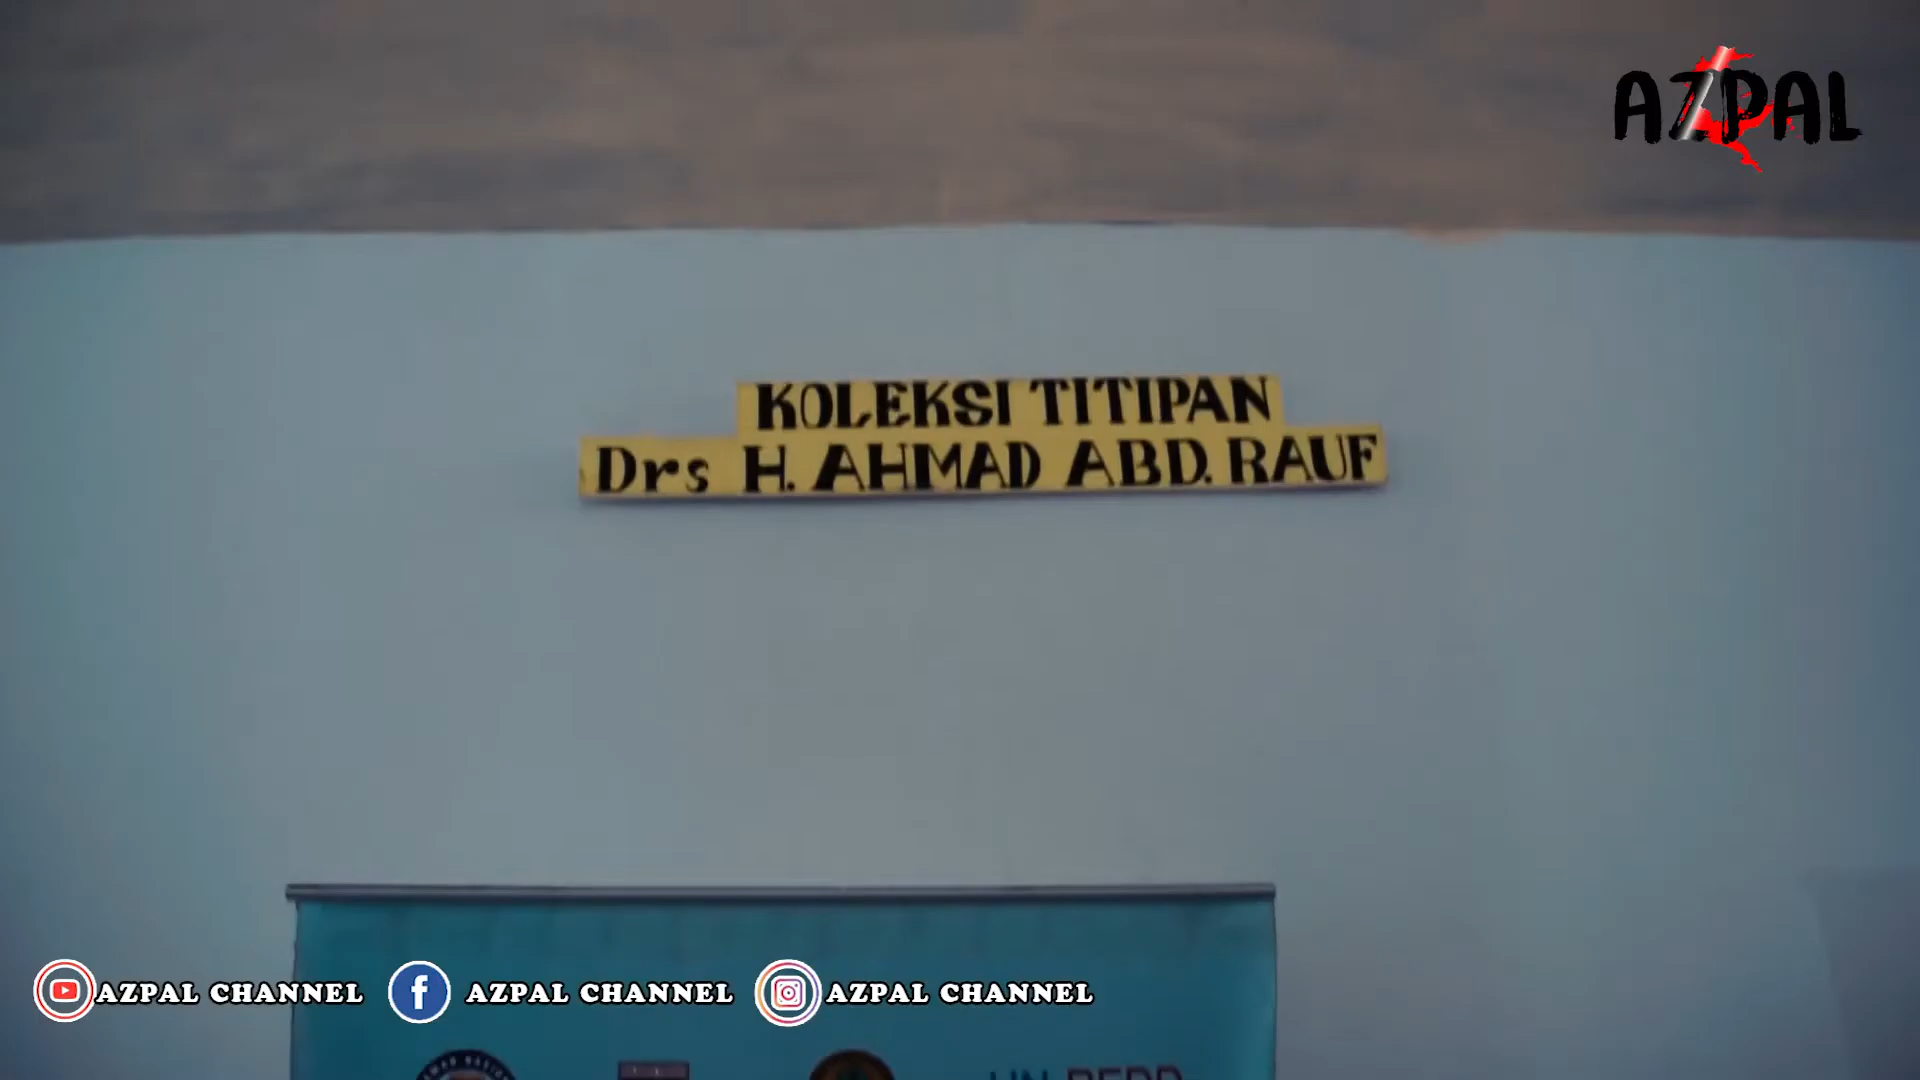 AZPAL
KOLEKSI TITIPAN
Drs H. AHMAD ABD. RAUF
AZPAL CHANNEL
AZPAL CHANNEL
AZPAL CHANNEL